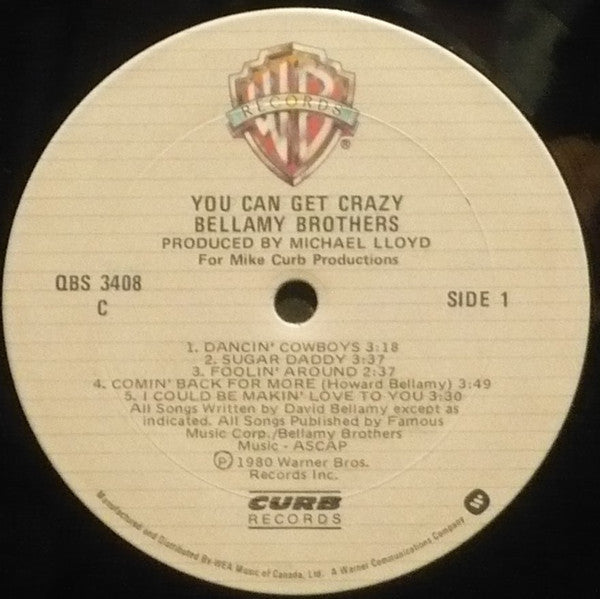 WB
RECORDS
®
YOU CAN GET CRAZY
BELLAMY BROTHERS
PRODUCED BY MICHAEL LLOYD
For Mike Curb Productions
QBS 3408
C
SIDE 1
1. DANCIN' COWBOYS 3:18
2. SUGAR DADDY 3:37
3. FOOLIN' AROUND 2:37
4. COMIN' BACK FOR MORE (Howard Bellamy) 3:49
5. I COULD BE MAKIN' LOVE TO YOU 3:30
All Songs Written by David Bellamy except as
indicated. All Songs Published by Famous
Music Corp./Bellamy Brothers
Music - ASCAP
Ⓟ 1980 Warner Bros.
Records Inc.
CURB
RECORDS
Manufactured and Distributed By WEA Music of Canada, Ltd. A Warner Communications Company